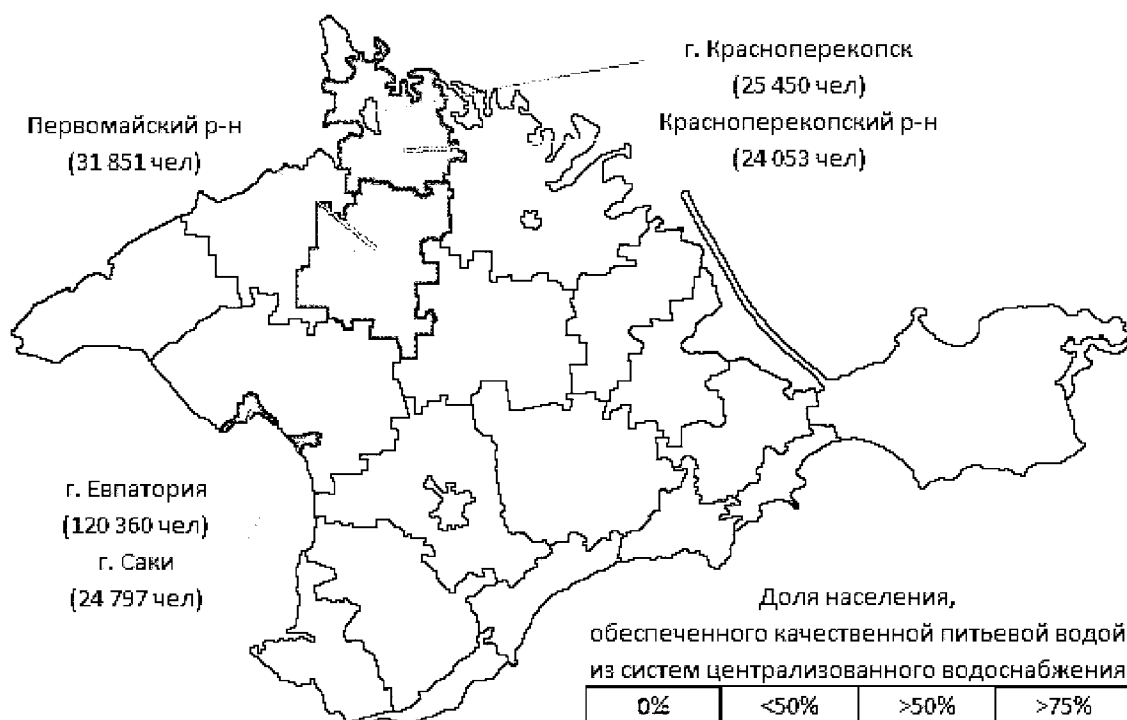 г. Красноперекопск
(25 450 чел)
Красноперекопский р-н
(24 053 чел)
Первомайский р-н
(31 851 чел)
г. Евпатория
(120 360 чел)
г. Саки
(24 797 чел)
Доля населения,
обеспеченного качественной питьевой водой
из систем централизованного водоснабжения
0% <50% >50% >75%